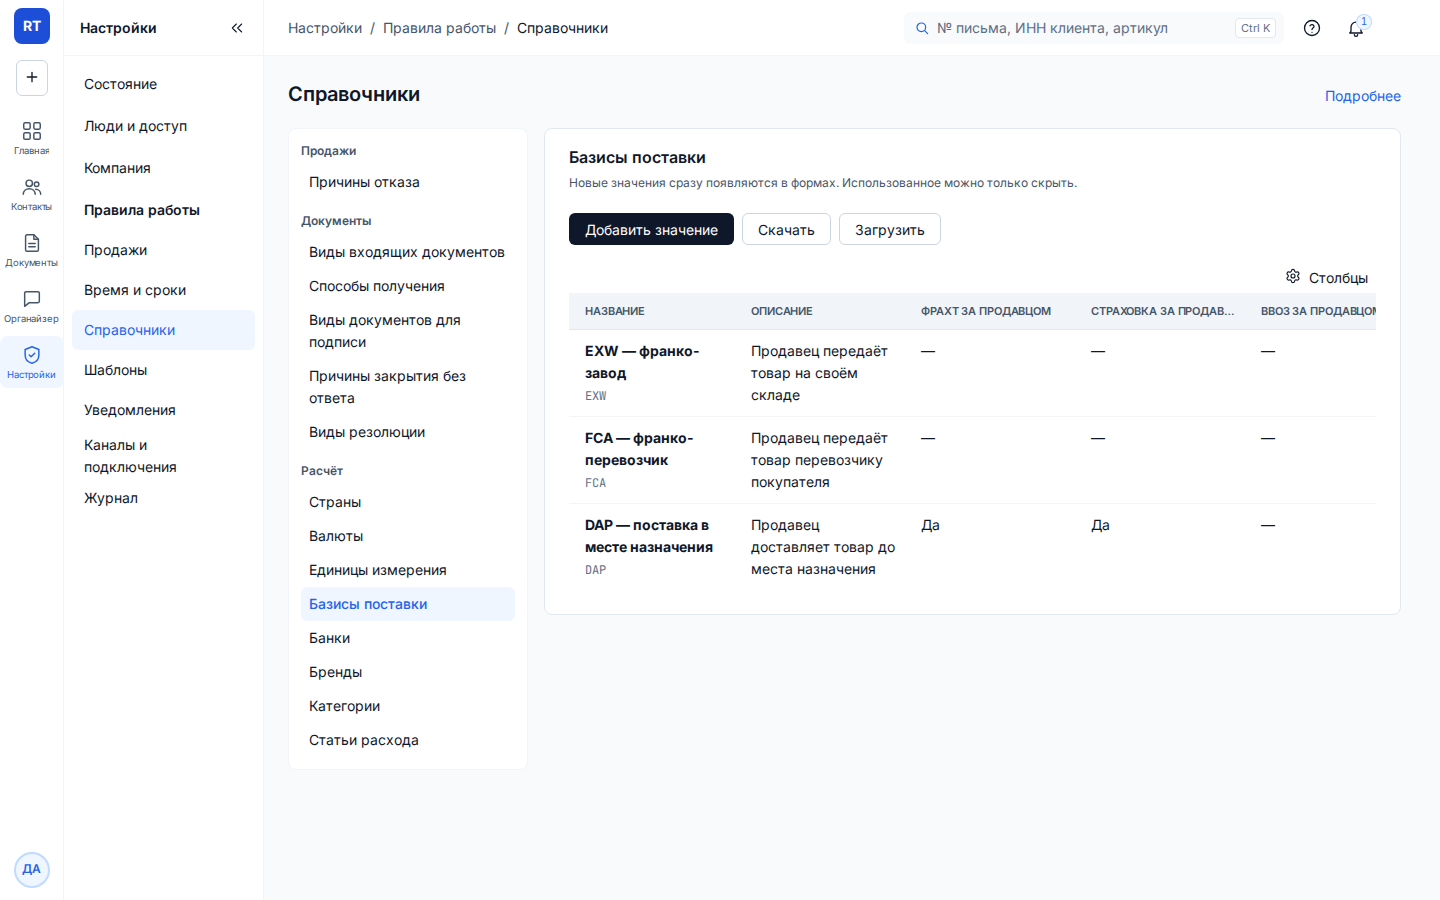 RT
Настройки
Настройки / Правила работы / Справочники
№ письма, ИНН клиента, артикул
Ctrl K
1
Главная
Контакты
Документы
Органайзер
Настройки
ДА
Состояние
Люди и доступ
Компания
Правила работы
Продажи
Время и сроки
Справочники
Шаблоны
Уведомления
Каналы и
подключения
Журнал
Справочники
Подробнее
Продажи
Причины отказа
Документы
Виды входящих документов
Способы получения
Виды документов для
подписи
Причины закрытия без
ответа
Виды резолюции
Расчёт
Страны
Валюты
Единицы измерения
Базисы поставки
Банки
Бренды
Категории
Статьи расхода
Базисы поставки
Новые значения сразу появляются в формах. Использованное можно только скрыть.
Добавить значение
Скачать
Загрузить
Столбцы
НАЗВАНИЕ ОПИСАНИЕ ФРАХТ ЗА ПРОДАВЦОМ СТРАХОВКА ЗА ПРОДАВ... ВВОЗ ЗА ПРОДАВЦОМ
EXW — франко- Продавец передаёт — — —
завод товар на своём
EXW складе
FCA — франко- Продавец передаёт — — —
перевозчик товар перевозчику
FCA покупателя
DAP — поставка в Продавец Да Да —
месте назначения доставляет товар до
DAP места назначения